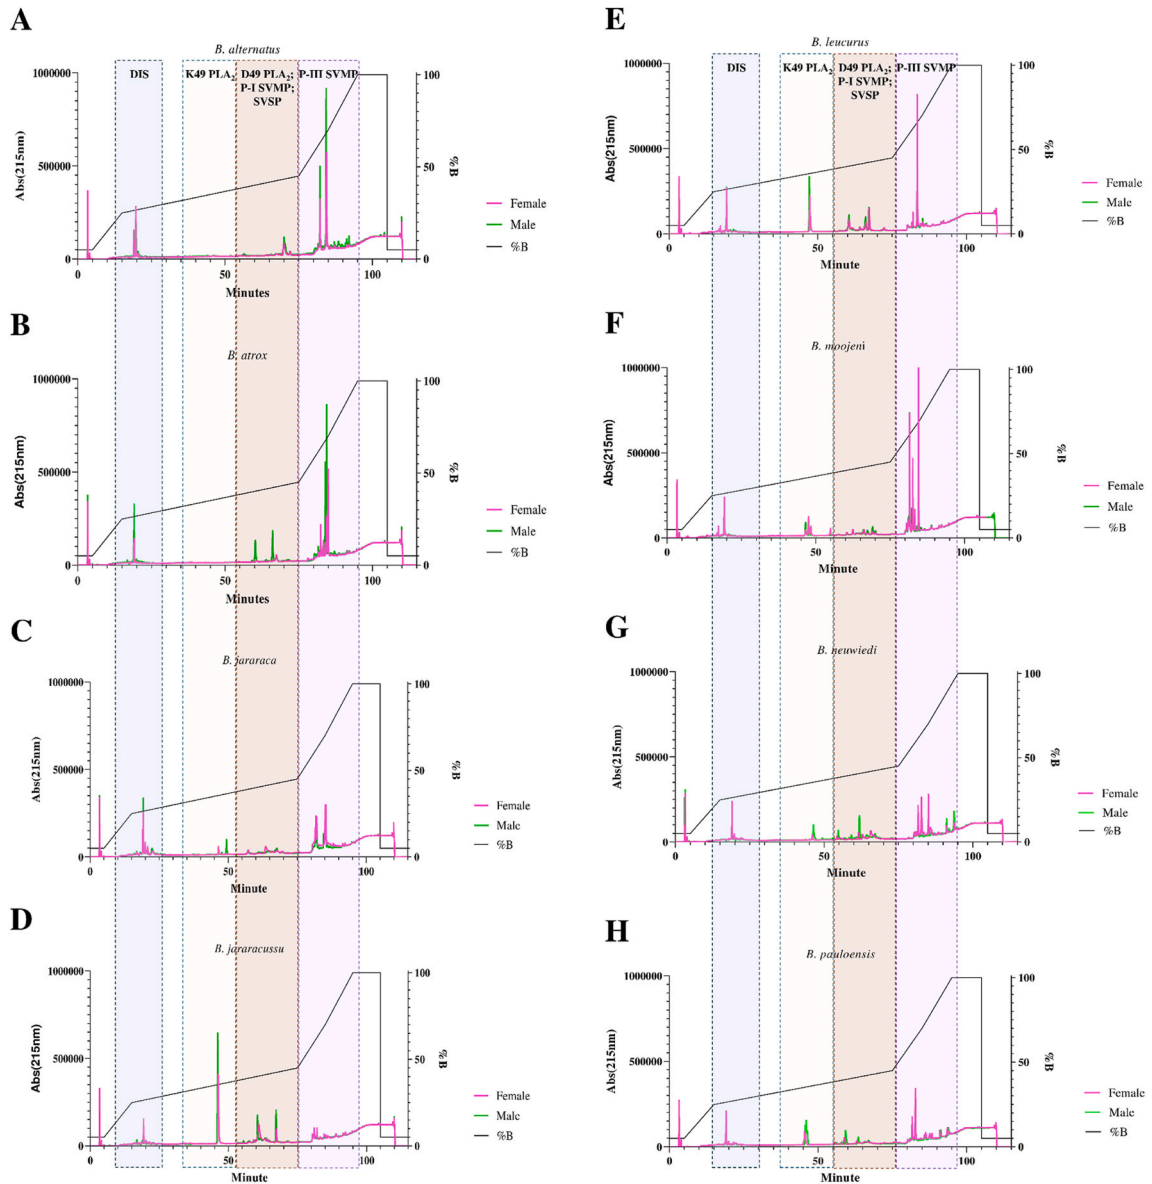 A
B. alternatus
DIS
K49 PLA2
D49 PLA2;
P-I SVMP;
SVSP
P-III SVMP
1000000
500000
0
Abs(215nm)
0
50
100
Minutes
100
50
0
%B
Female
Male
%B
B
B. atrox
1000000
500000
0
Abs(215nm)
0
50
100
Minutes
100
50
0
%B
Female
Male
%B
C
B. jararaca
1000000
500000
0
Abs(215nm)
0
50
100
Minute
100
50
0
%B
Female
Male
%B
D
B. jararacussu
1000000
500000
0
Abs(215nm)
0
50
100
Minute
100
50
0
%B
Female
Male
%B
E
B. leucurus
DIS
K49 PLA2
D49 PLA2;
P-I SVMP;
SVSP
P-III SVMP
1000000
500000
0
Abs(215nm)
0
50
100
Minute
100
50
0
%B
Female
Male
%B
F
B. moojeni
1000000
500000
0
Abs(215nm)
0
50
100
Minute
100
50
0
%B
Female
Male
%B
G
B. neuwiedi
1000000
500000
0
Abs(215nm)
0
50
100
Minute
100
50
0
%B
Female
Male
%B
H
B. pauloensis
1000000
500000
0
Abs(215nm)
0
50
100
Minute
100
50
0
%B
Female
Male
%B